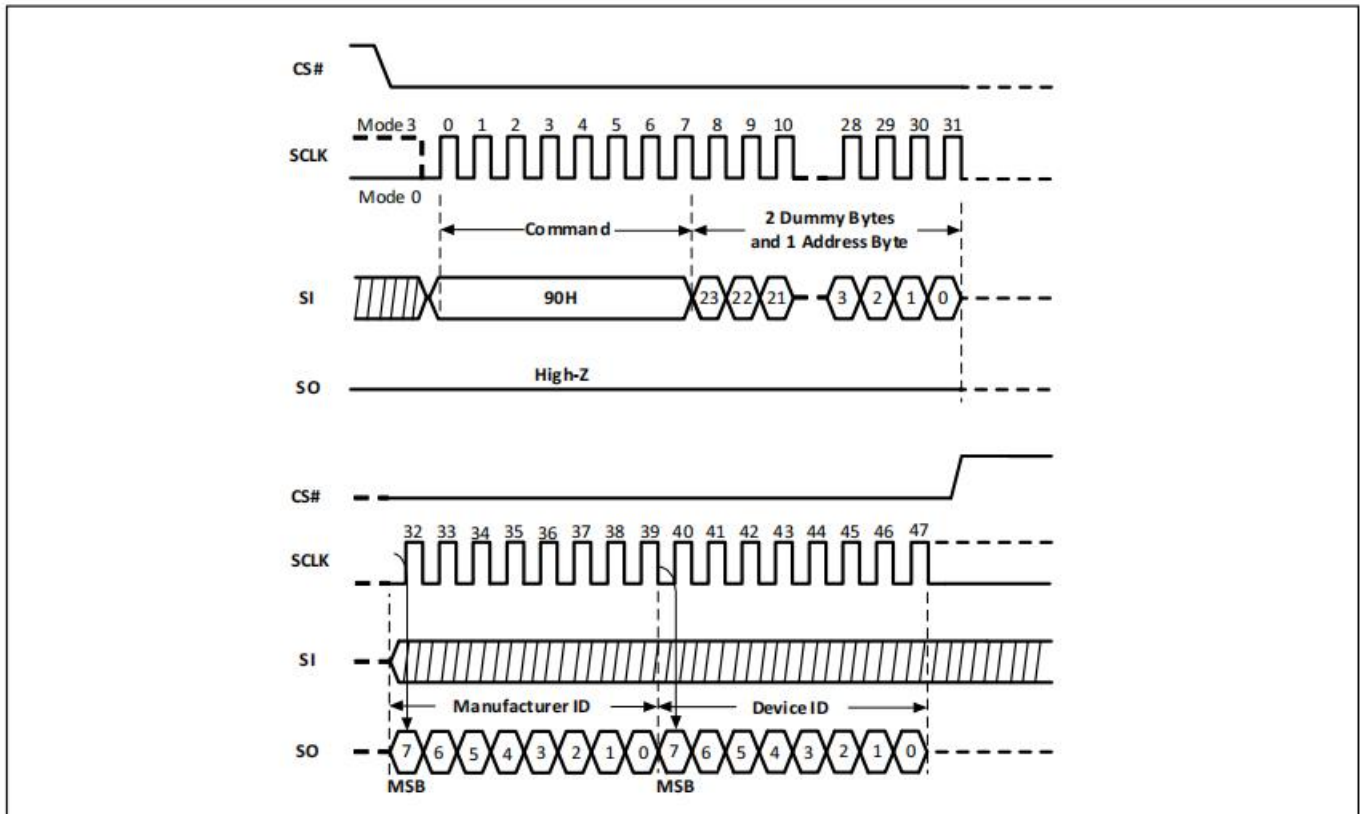 CS#
Mode 3 0 1 2 3 4 5 6 7 8 9 10 28 29 30 31
SCLK
Mode 0
Command
2 Dummy Bytes
and 1 Address Byte
SI 90H 23 22 21 3 2 1 0
High-Z
SO
CS#
32 33 34 35 36 37 38 39 40 41 42 43 44 45 46 47
SCLK
SI
Manufacturer ID Device ID
SO 7 6 5 4 3 2 1 0 7 6 5 4 3 2 1 0
MSB MSB